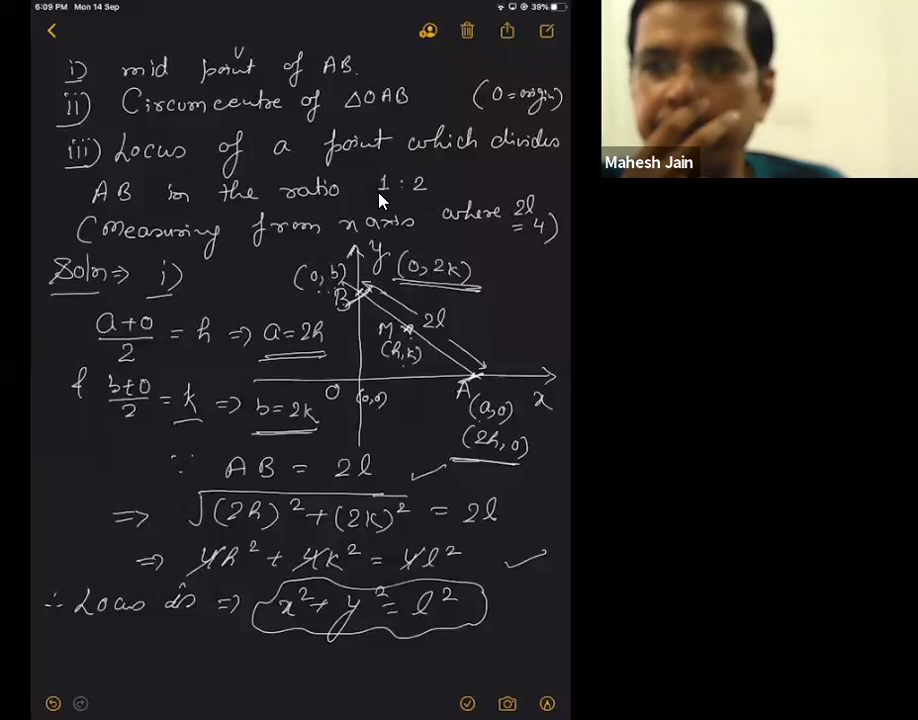 6:09 PM Mon 14 Sep
39%
i) mid point of AB.
ii) Circumcentre of △OAB (O = origin)
iii) Locus of a point which divides
AB in the ratio 1 : 2
(Measuring from x axis where 2l = 4)
Soln ⇒ i)
y
(0, b) (0, 2k)
B
(a+0)/2 = h ⇒ a = 2h
2l
M
(h, k)
& (b+0)/2 = k ⇒ b = 2k
O (0,0) A x
(a, 0)
(2h, 0)
∵ AB = 2l
⇒ √((2h)² + (2k)²) = 2l
⇒ 4h² + 4k² = 4l²
∴ Locus is ⇒ x² + y² = l²
Mahesh Jain